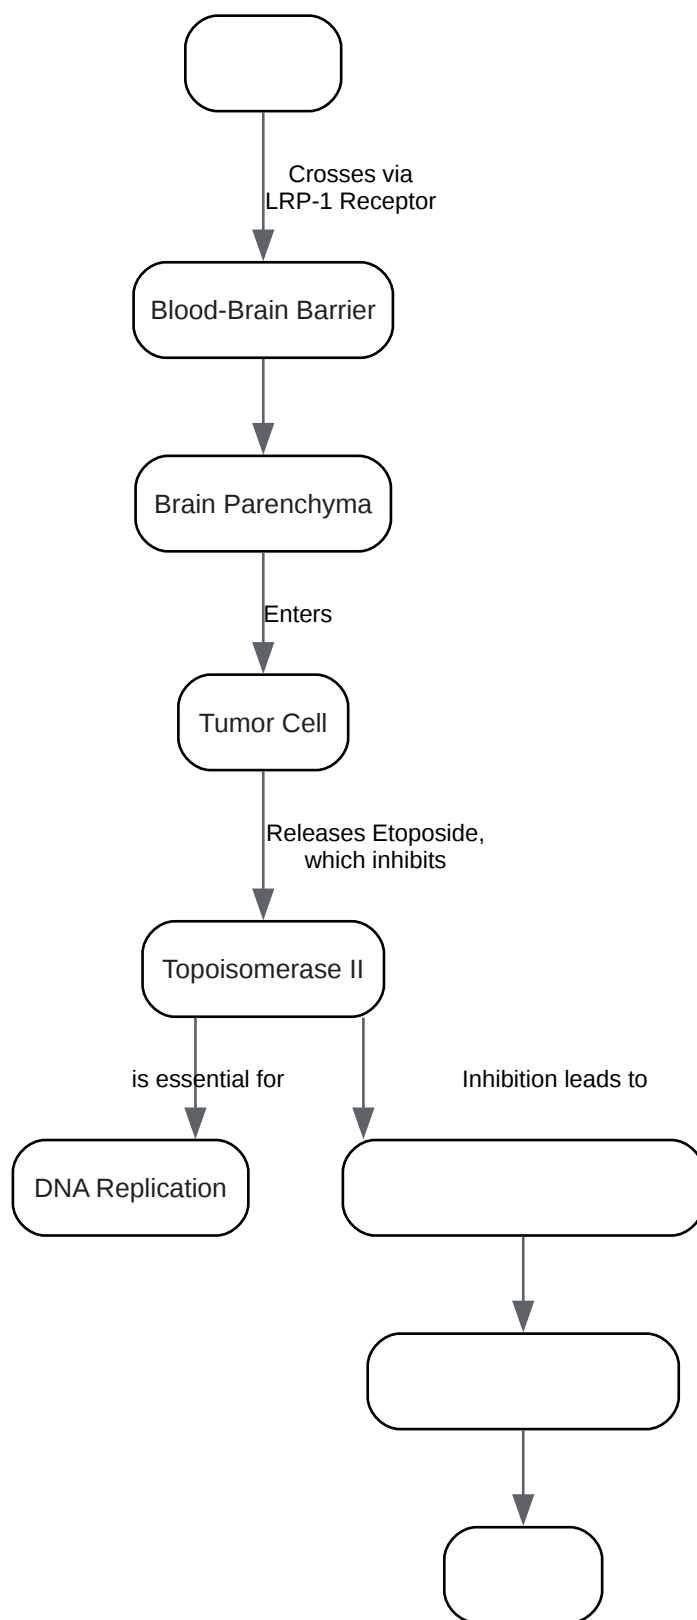 Crosses via
LRP-1 Receptor
Blood-Brain Barrier
Brain Parenchyma
Enters
Tumor Cell
Releases Etoposide,
which inhibits
Topoisomerase II
is essential for
Inhibition leads to
DNA Replication